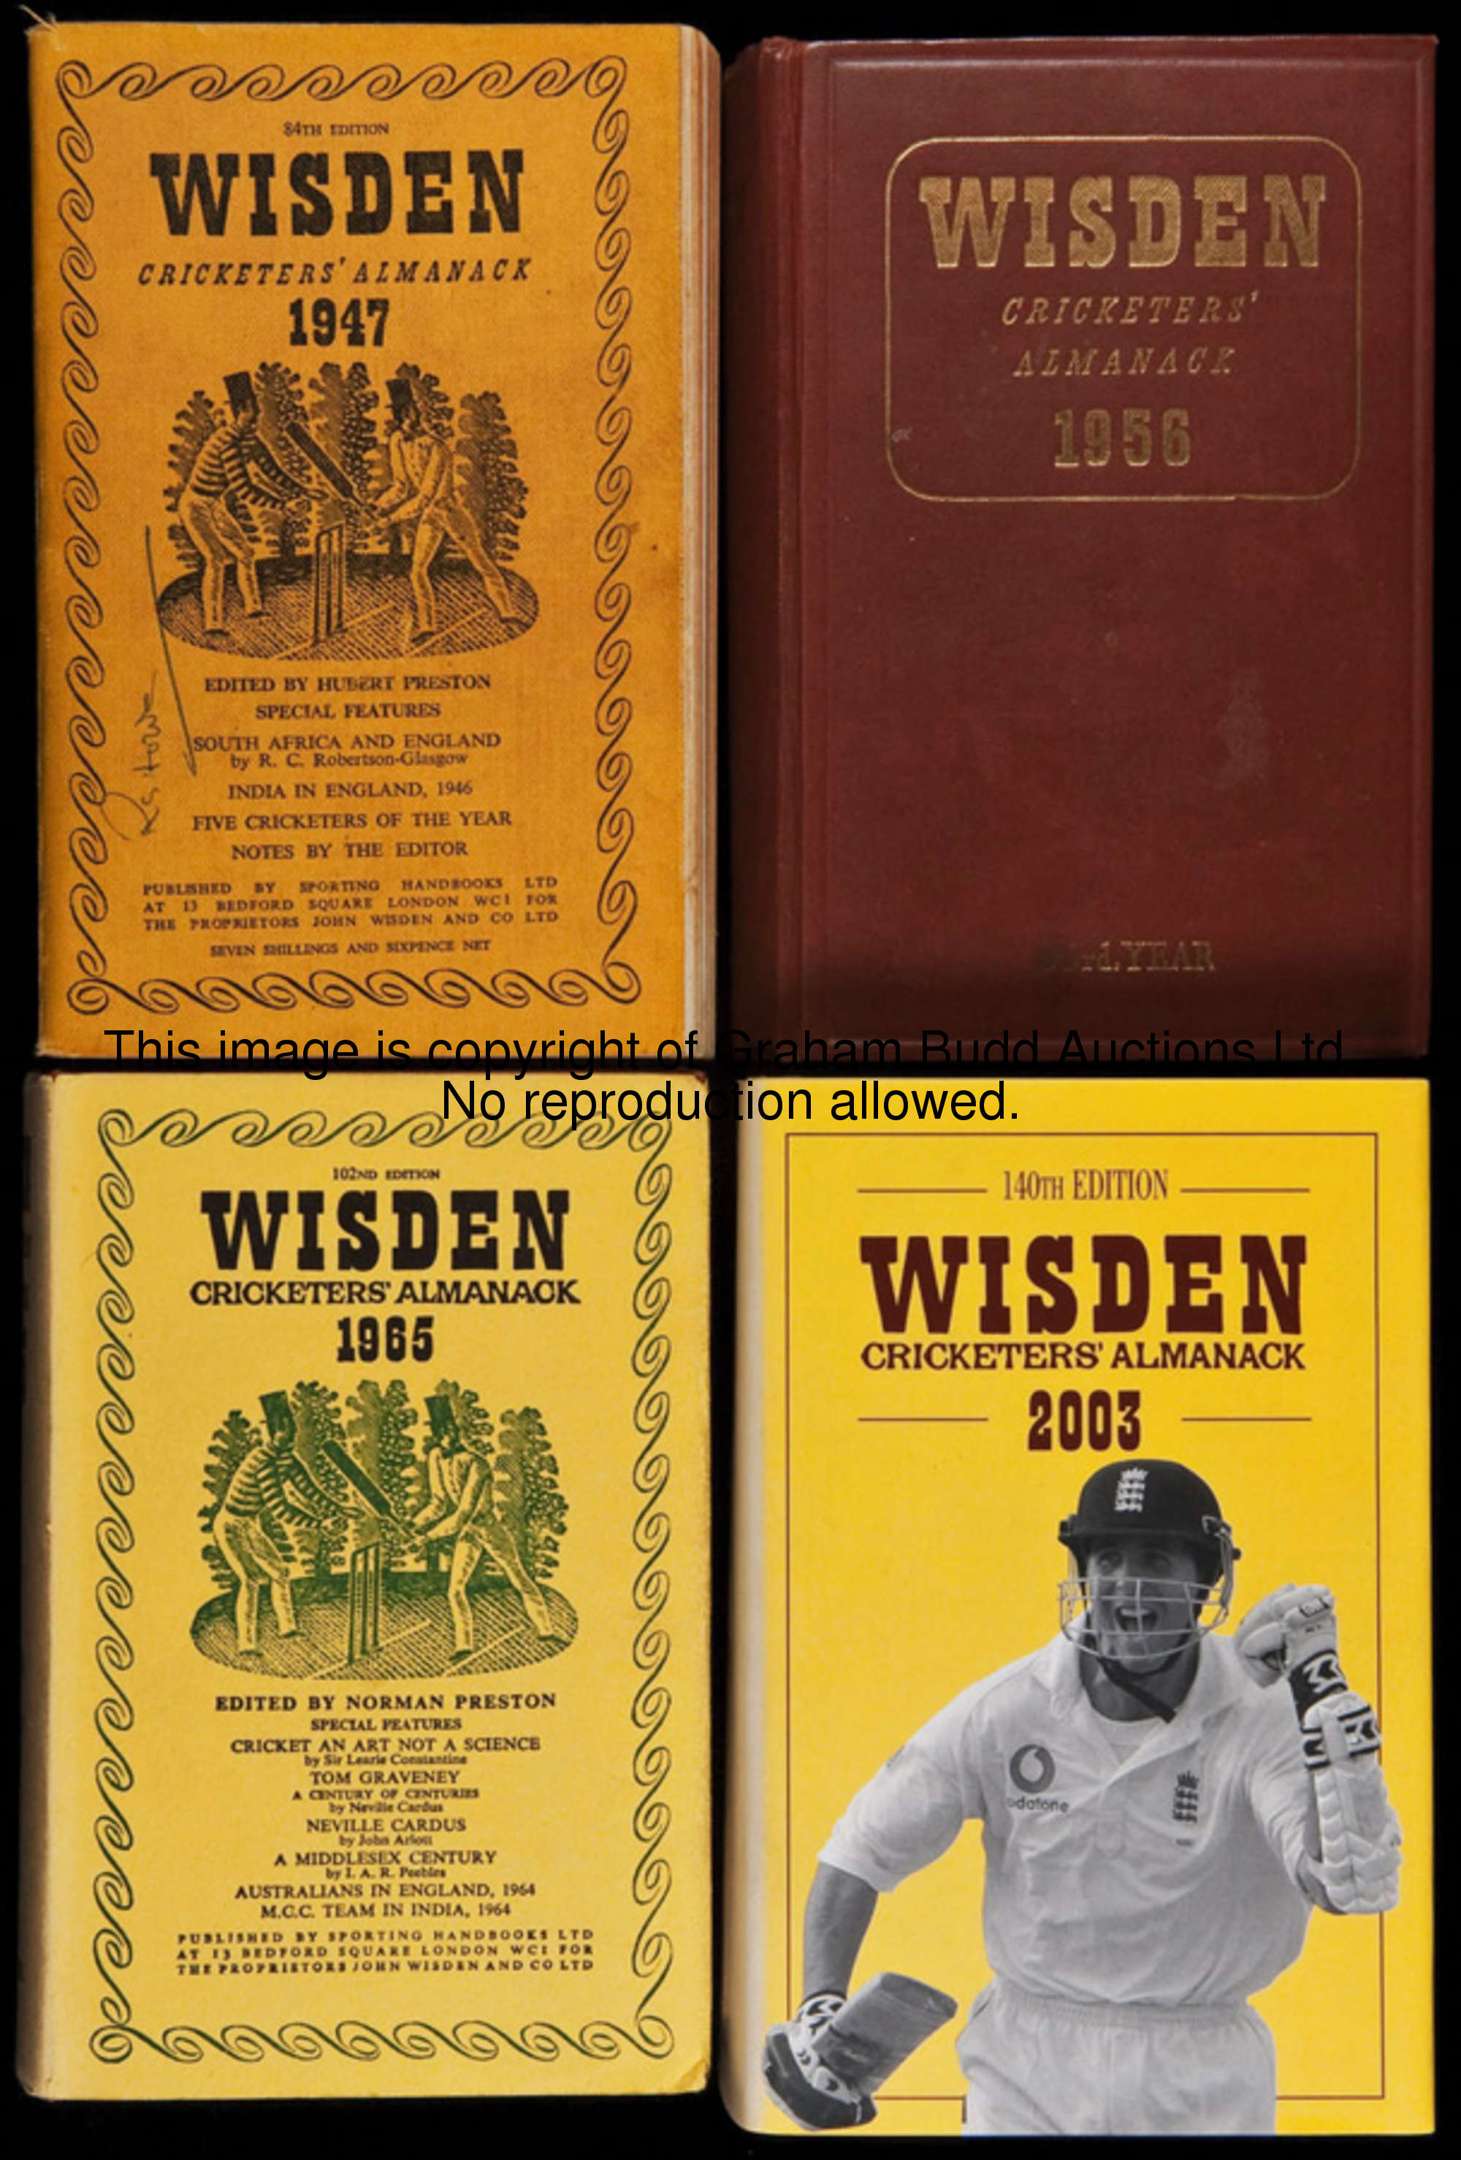 84TH EDITION
WISDEN
CRICKETERS' ALMANACK
1947
EDITED BY HUBERT PRESTON
SPECIAL FEATURES
SOUTH AFRICA AND ENGLAND
by R. C. Robertson-Glasgow
INDIA IN ENGLAND, 1946
FIVE CRICKETERS OF THE YEAR
NOTES BY THE EDITOR
PUBLISHED BY SPORTING HANDBOOKS LTD
AT 13 BEDFORD SQUARE LONDON WC1 FOR
THE PROPRIETORS JOHN WISDEN AND CO LTD
SEVEN SHILLINGS AND SIXPENCE NET
WISDEN
CRICKETERS'
ALMANACK
1956
YEAR
This image is copyright of Graham Budd Auctions Ltd
No reproduction allowed.
102ND EDITION
WISDEN
CRICKETERS' ALMANACK
1965
EDITED BY NORMAN PRESTON
SPECIAL FEATURES
CRICKET AN ART NOT A SCIENCE
by Sir Learie Constantine
TOM GRAVENEY
A CENTURY OF CENTURIES
by Neville Cardus
NEVILLE CARDUS
by John Arlott
A MIDDLESEX CENTURY
by I. A. R. Peebles
AUSTRALIANS IN ENGLAND, 1964
M.C.C. TEAM IN INDIA, 1964
PUBLISHED BY SPORTING HANDBOOKS LTD
AT 13 BEDFORD SQUARE LONDON WC1 FOR
THE PROPRIETORS JOHN WISDEN AND CO LTD
140TH EDITION
WISDEN
CRICKETERS' ALMANACK
2003
vodafone